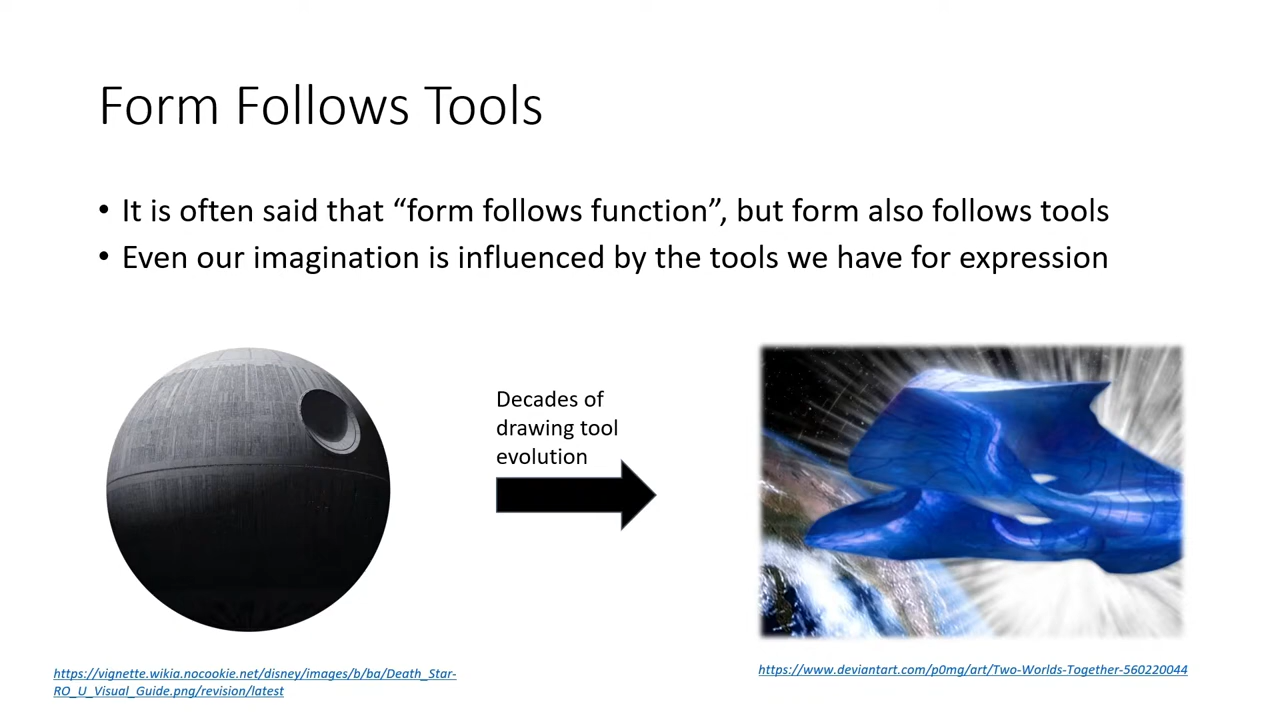 Form Follows Tools
• It is often said that “form follows function”, but form also follows tools
• Even our imagination is influenced by the tools we have for expression
Decades of
drawing tool
evolution
https://vignette.wikia.nocookie.net/disney/images/b/ba/Death_Star-
RO_U_Visual_Guide.png/revision/latest
https://www.deviantart.com/p0mg/art/Two-Worlds-Together-560220044